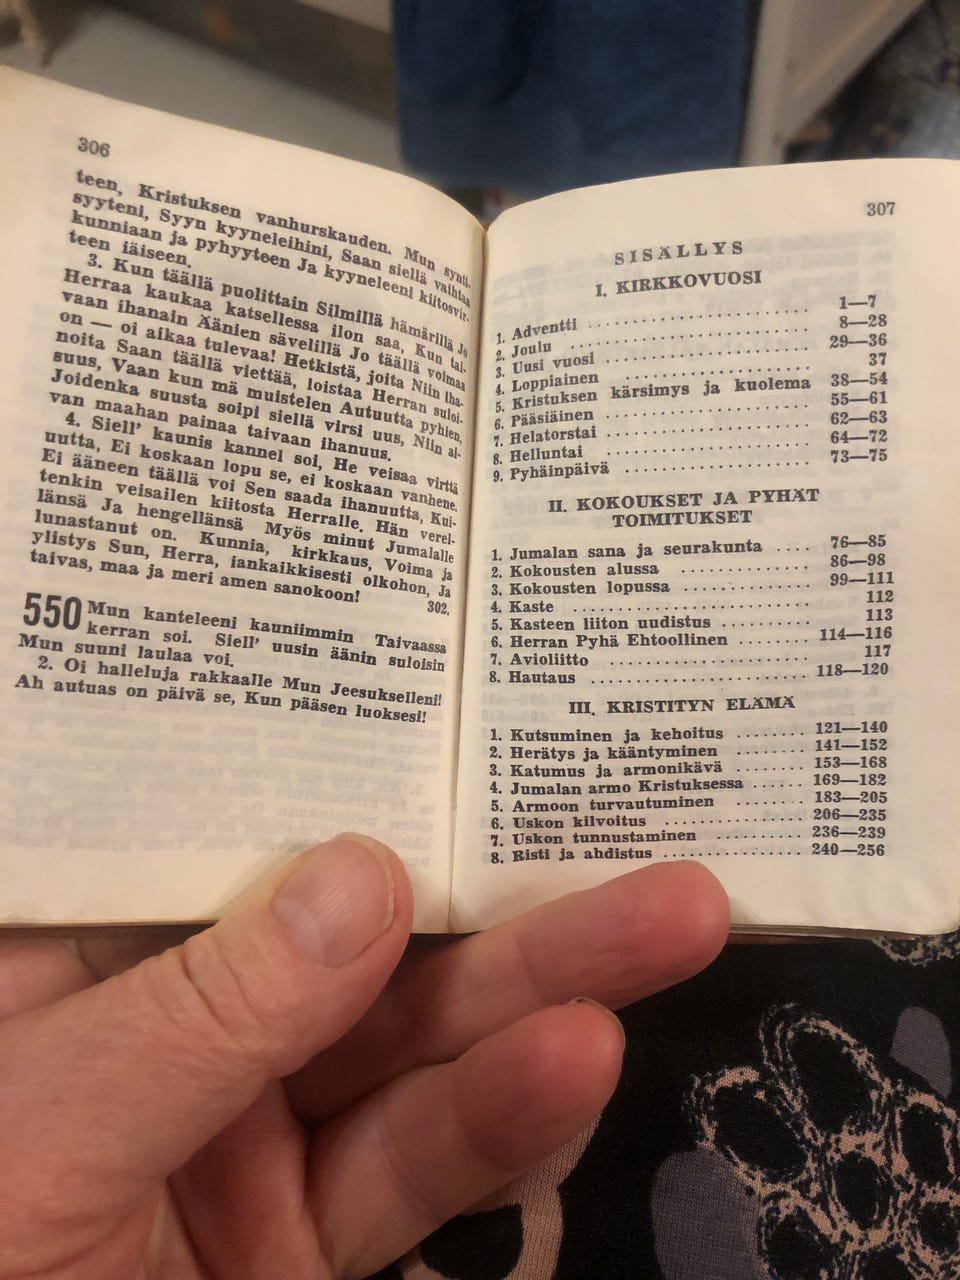 306
teen, Kristuksen vanhurskauden. Mun synti-
syyteni, Syyn kyyneleihini, Saan siellä vaihtaa
kunniaan ja pyhyyteen Ja kyyneleeni kiitosvir-
teen iäiseen.
3. Kun täällä puolittain Silmillä hämärillä Jo
Herraa kaukaa katsellessa ilon saa, Kun tai-
vaan ihanain Äänien sävelillä Jo täällä voimaa
on — oi aikaa tulevaa! Hetkistä, joita Niin iha-
noita Saan täällä viettää, loistaa Herran suloi-
suus, Vaan kun mä muistelen Autuutta pyhien,
Joidenka suusta soipi siellä virsi uus, Niin ai-
van maahan painaa taivaan ihanuus.
4. Siell' kaunis kannel soi, He veisaa virttä
uutta, Ei koskaan lopu se, ei koskaan vanhene.
Ei ääneen täällä voi Sen saada ihanuutta, Kui-
tenkin veisailen kiitosta Herralle. Hän verel-
länsä Ja hengellänsä Myös minut Jumalalle
lunastanut on. Kunnia, kirkkaus, Voima ja
ylistys Sun, Herra, iankaikkisesti olkohon, Ja
taivas, maa ja meri amen sanokoon!
302.
550 Mun kanteleeni kauniimmin Taivaassa
kerran soi. Siell' uusin äänin suloisin
Mun suuni laulaa voi.
2. Oi halleluja rakkaalle Mun Jeesukselleni!
Ah autuas on päivä se, Kun pääsen luoksesi!
307
SISÄLLYS
I. KIRKKOVUOSI
1. Adventti ........ 1—7
2. Joulu ........ 8—28
3. Uusi vuosi ........ 29—36
4. Loppiainen ........ 37
5. Kristuksen kärsimys ja kuolema 38—54
6. Pääsiäinen ........ 55—61
7. Helatorstai ........ 62—63
8. Helluntai ........ 64—72
9. Pyhäinpäivä ........ 73—75
II. KOKOUKSET JA PYHÄT
TOIMITUKSET
1. Jumalan sana ja seurakunta .... 76—85
2. Kokousten alussa ........ 86—98
3. Kokousten lopussa ........ 99—111
4. Kaste ........ 112
5. Kasteen liiton uudistus ........ 113
6. Herran Pyhä Ehtoollinen ........ 114—116
7. Avioliitto ........ 117
8. Hautaus ........ 118—120
III. KRISTITYN ELÄMÄ
1. Kutsuminen ja kehoitus ........ 121—140
2. Herätys ja kääntyminen ........ 141—152
3. Katumus ja armonikävä ........ 153—168
4. Jumalan armo Kristuksessa ...... 169—182
5. Armoon turvautuminen ........ 183—205
6. Uskon kilvoitus ........ 206—235
7. Uskon tunnustaminen ........ 236—239
8. Risti ja ahdistus ........ 240—256